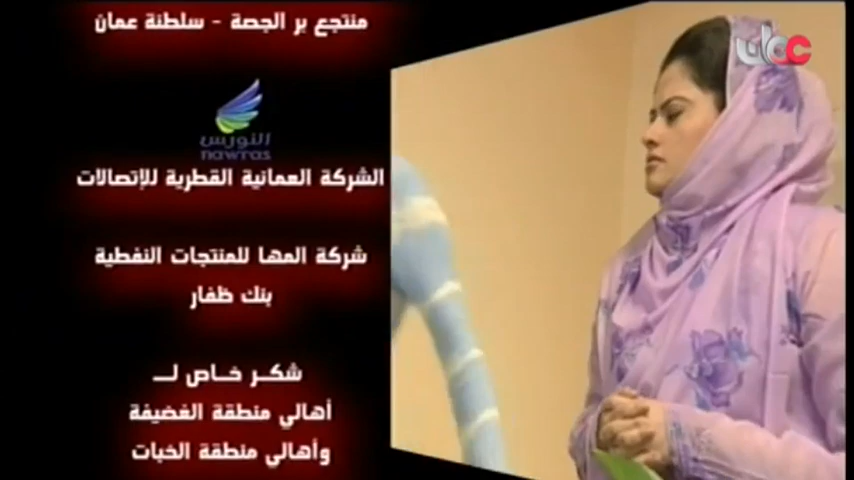 منتجع بر الجصة - سلطنة عمان
النورس
nawras
الشركة العمانية القطرية للإتصالات
شركة المها للمنتجات النفطية
بنك ظفار
شكر خاص لــ
أهالي منطقة الغضيفة
وأهالي منطقة الخبات